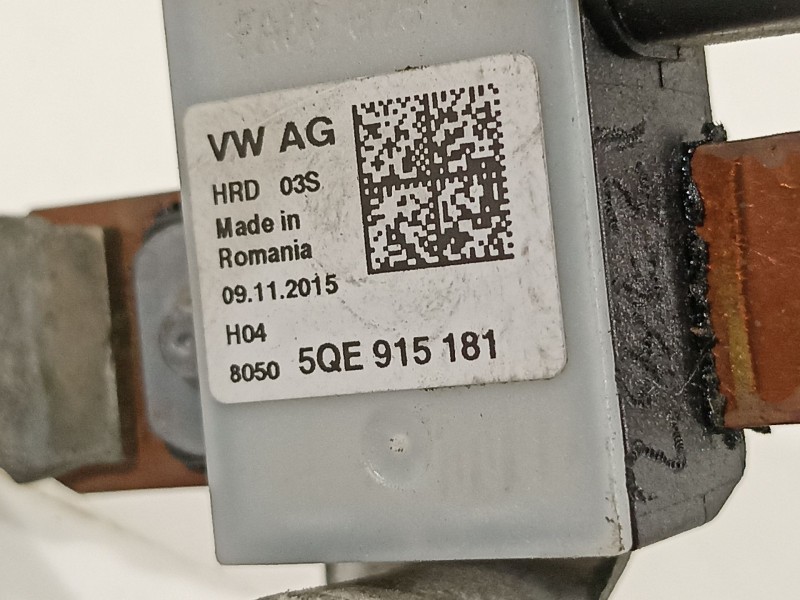 VW AG
HRD 03S
Made in
Romania
09.11.2015
H04
8050 5QE 915 181